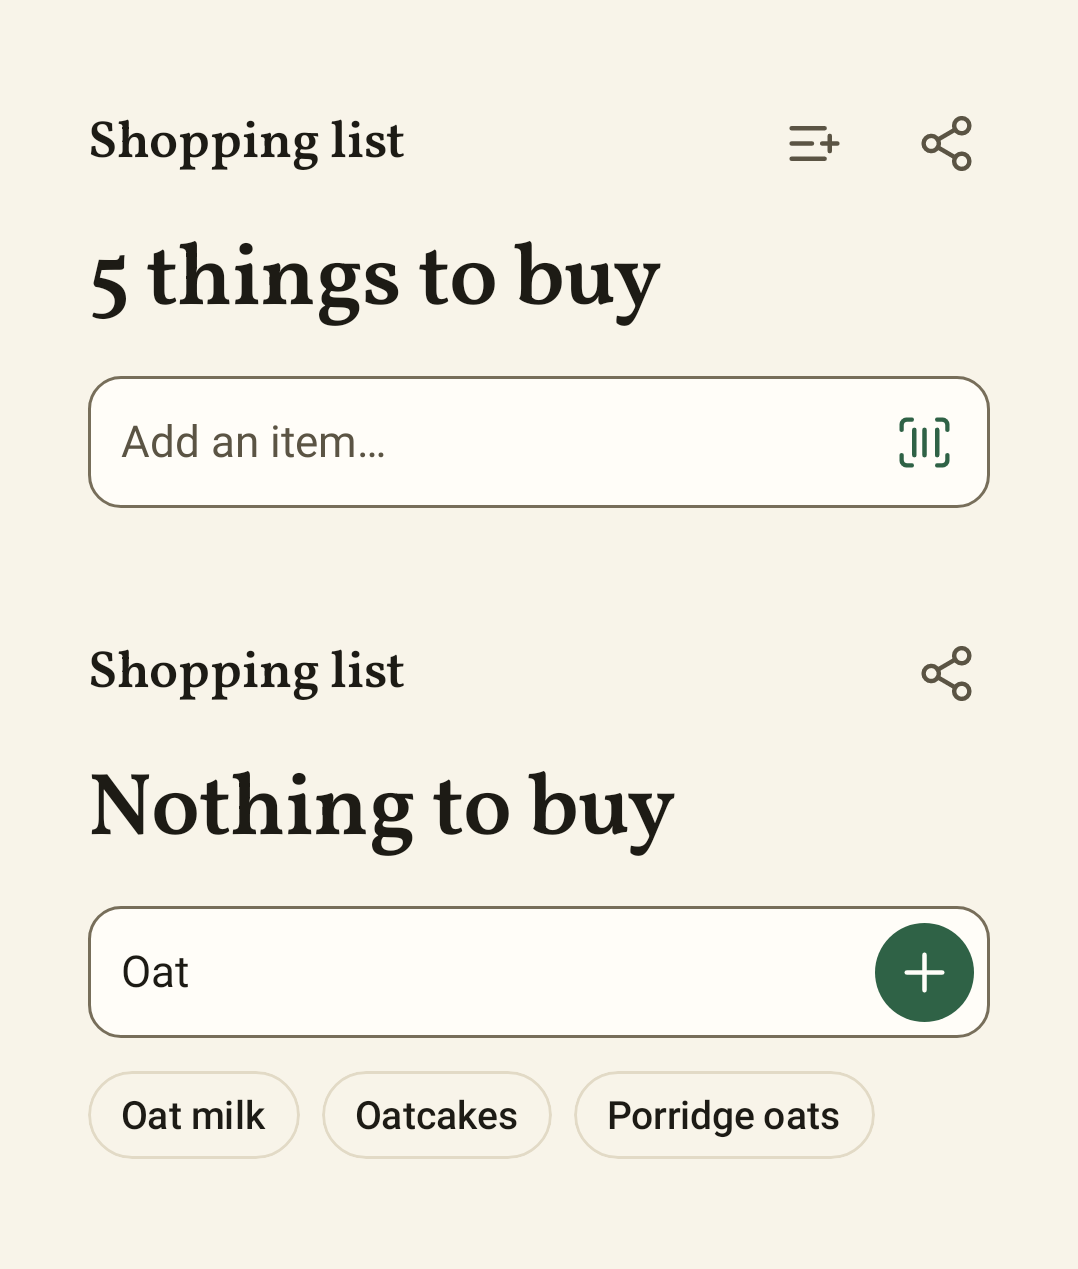 Shopping list
5 things to buy
Add an item…
Shopping list
Nothing to buy
Oat
Oat milk
Oatcakes
Porridge oats